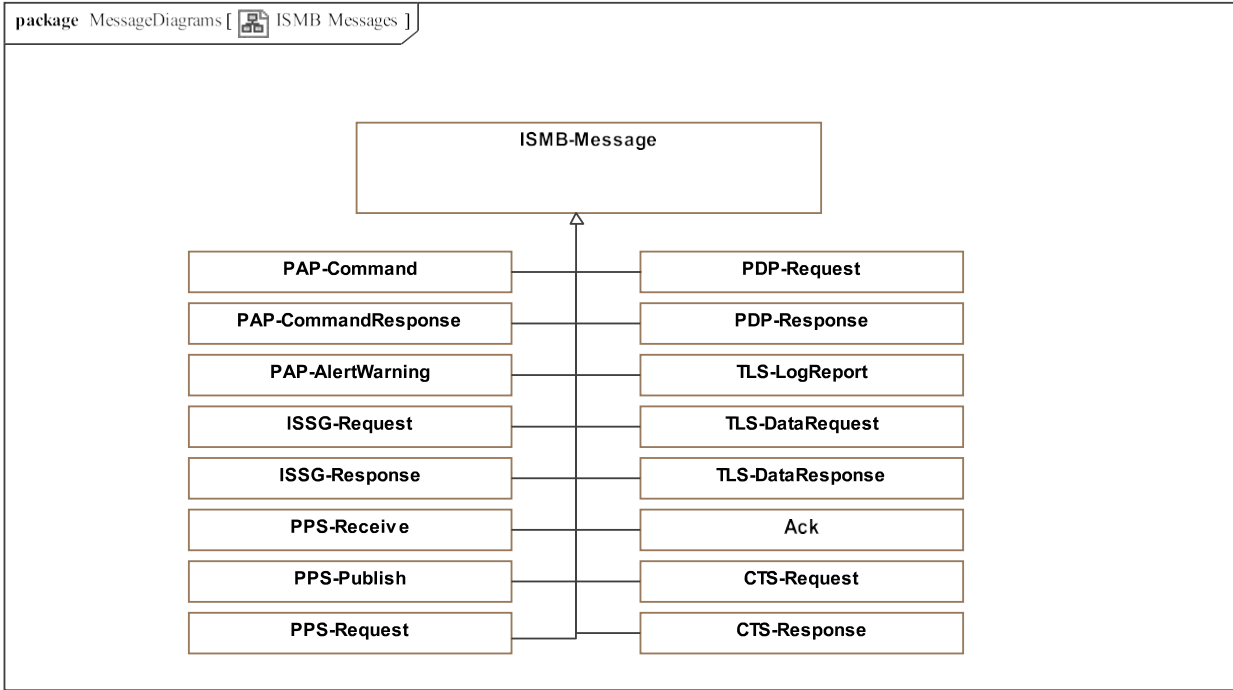 package MessageDiagrams [ ISMB Messages ]
ISMB-Message
PAP-Command
PDP-Request
PAP-CommandResponse
PDP-Response
PAP-AlertWarning
TLS-LogReport
ISSG-Request
TLS-DataRequest
ISSG-Response
TLS-DataResponse
PPS-Receive
Ack
PPS-Publish
CTS-Request
PPS-Request
CTS-Response